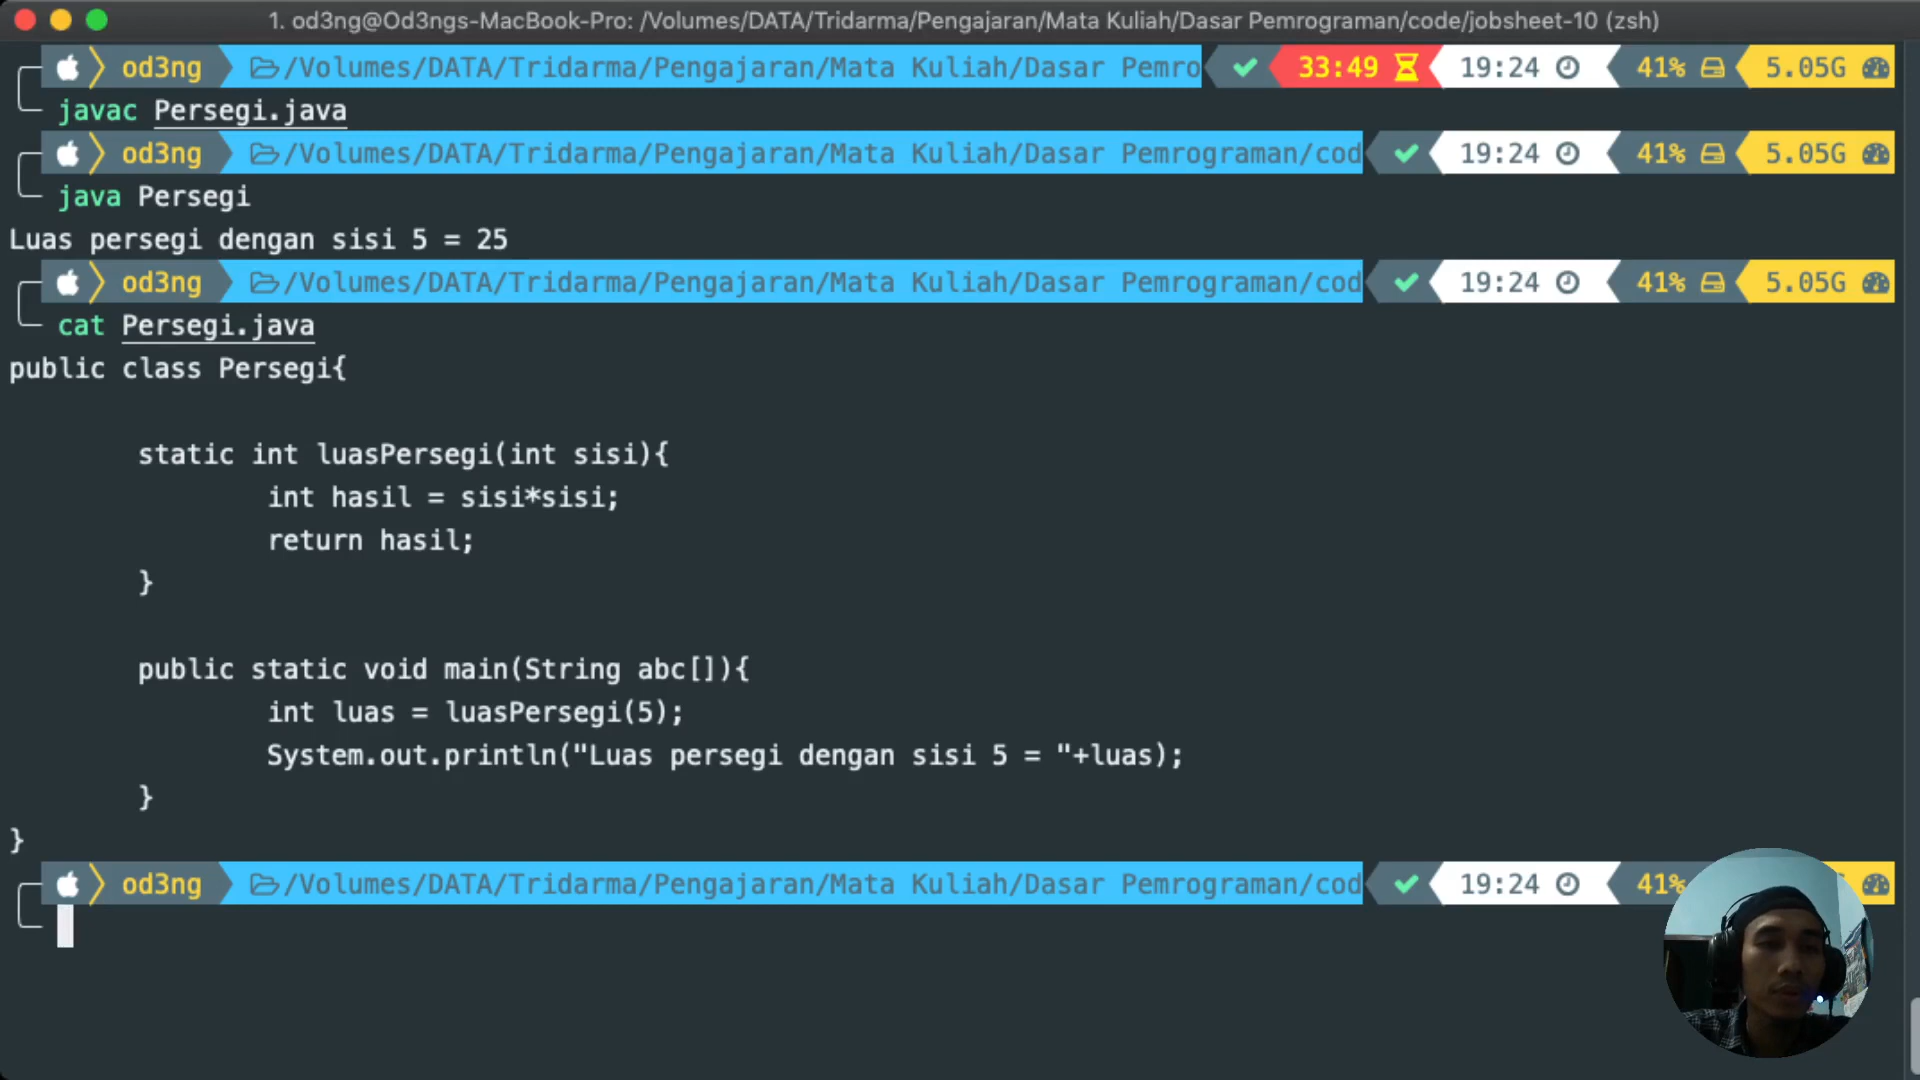 1. od3ng@Od3ngs-MacBook-Pro: /Volumes/DATA/Tridarma/Pengajaran/Mata Kuliah/Dasar Pemrograman/code/jobsheet-10 (zsh)
od3ng /Volumes/DATA/Tridarma/Pengajaran/Mata Kuliah/Dasar Pemro 33:49 19:24 41% 5.05G
javac Persegi.java
od3ng /Volumes/DATA/Tridarma/Pengajaran/Mata Kuliah/Dasar Pemrograman/cod 19:24 41% 5.05G
java Persegi
Luas persegi dengan sisi 5 = 25
od3ng /Volumes/DATA/Tridarma/Pengajaran/Mata Kuliah/Dasar Pemrograman/cod 19:24 41% 5.05G
cat Persegi.java
public class Persegi{
static int luasPersegi(int sisi){
int hasil = sisi*sisi;
return hasil;
}
public static void main(String abc[]){
int luas = luasPersegi(5);
System.out.println("Luas persegi dengan sisi 5 = "+luas);
}
}
od3ng /Volumes/DATA/Tridarma/Pengajaran/Mata Kuliah/Dasar Pemrograman/cod 19:24 41%